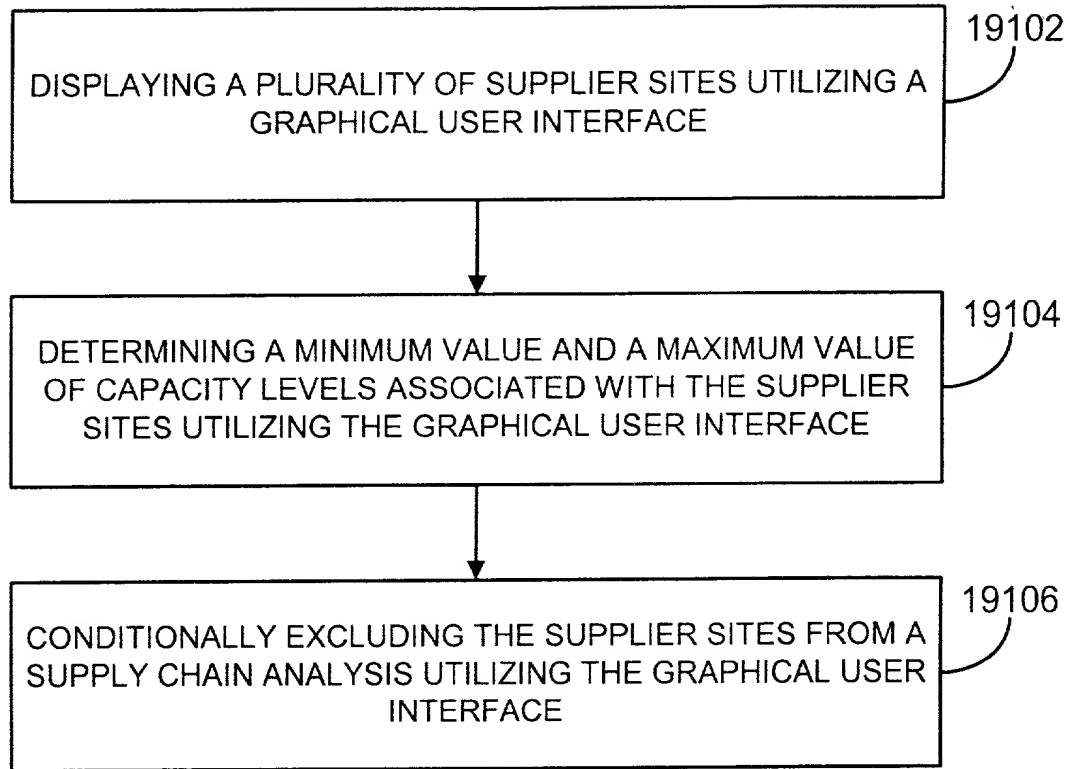 19102
DISPLAYING A PLURALITY OF SUPPLIER SITES UTILIZING A
GRAPHICAL USER INTERFACE
19104
DETERMINING A MINIMUM VALUE AND A MAXIMUM VALUE
OF CAPACITY LEVELS ASSOCIATED WITH THE SUPPLIER
SITES UTILIZING THE GRAPHICAL USER INTERFACE
19106
CONDITIONALLY EXCLUDING THE SUPPLIER SITES FROM A
SUPPLY CHAIN ANALYSIS UTILIZING THE GRAPHICAL USER
INTERFACE